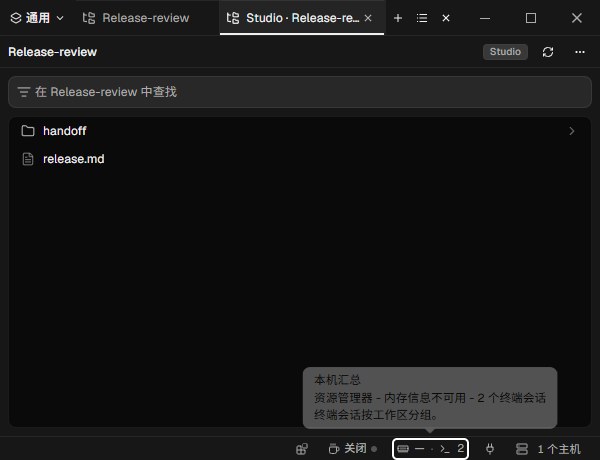 通用
Release-review
Studio · Release-re...
Release-review
Studio
在 Release-review 中查找
handoff
release.md
本机汇总
资源管理器 - 内存信息不可用 - 2 个终端会话
终端会话按工作区分组。
关闭
— · >_ 2
1 个主机